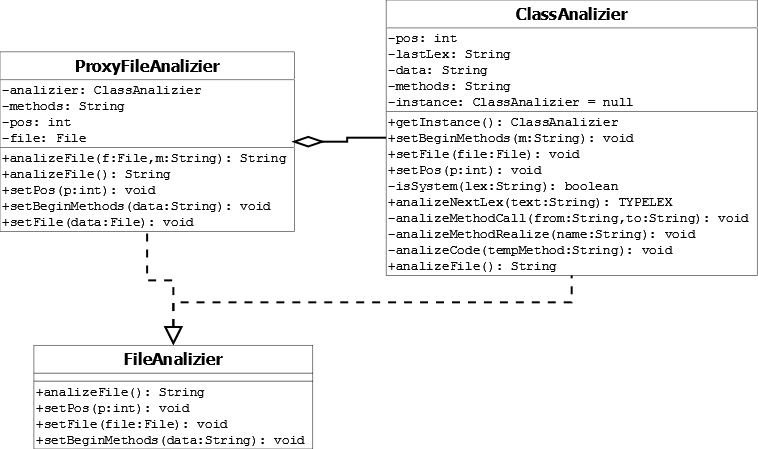 ProxyFileAnalizier
-analizier: ClassAnalizier
-methods: String
-pos: int
-file: File
+analizeFile(f:File,m:String): String
+analizeFile(): String
+setPos(p:int): void
+setBeginMethods(data:String): void
+setFile(data:File): void
ClassAnalizier
-pos: int
-lastLex: String
-data: String
-methods: String
-instance: ClassAnalizier = null
+getInstance(): ClassAnalizier
+setBeginMethods(m:String): void
+setFile(file:File): void
+setPos(p:int): void
-isSystem(lex:String): boolean
+analizeNextLex(text:String): TYPELEX
-analizeMethodCall(from:String,to:String): void
-analizeMethodRealize(name:String): void
-analizeCode(tempMethod:String): void
+analizeFile(): String
FileAnalizier
+analizeFile(): String
+setPos(p:int): void
+setFile(file:File): void
+setBeginMethods(data:String): void